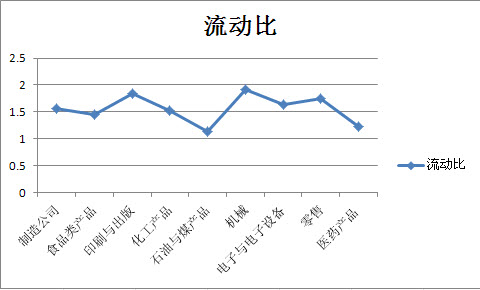 流动比
2.5
2
1.5
1
0.5
0
制造公司
食品类产品
印刷与出版
化工产品
石油与煤产品
机械
电子与电子设备
零售
医药产品
流动比